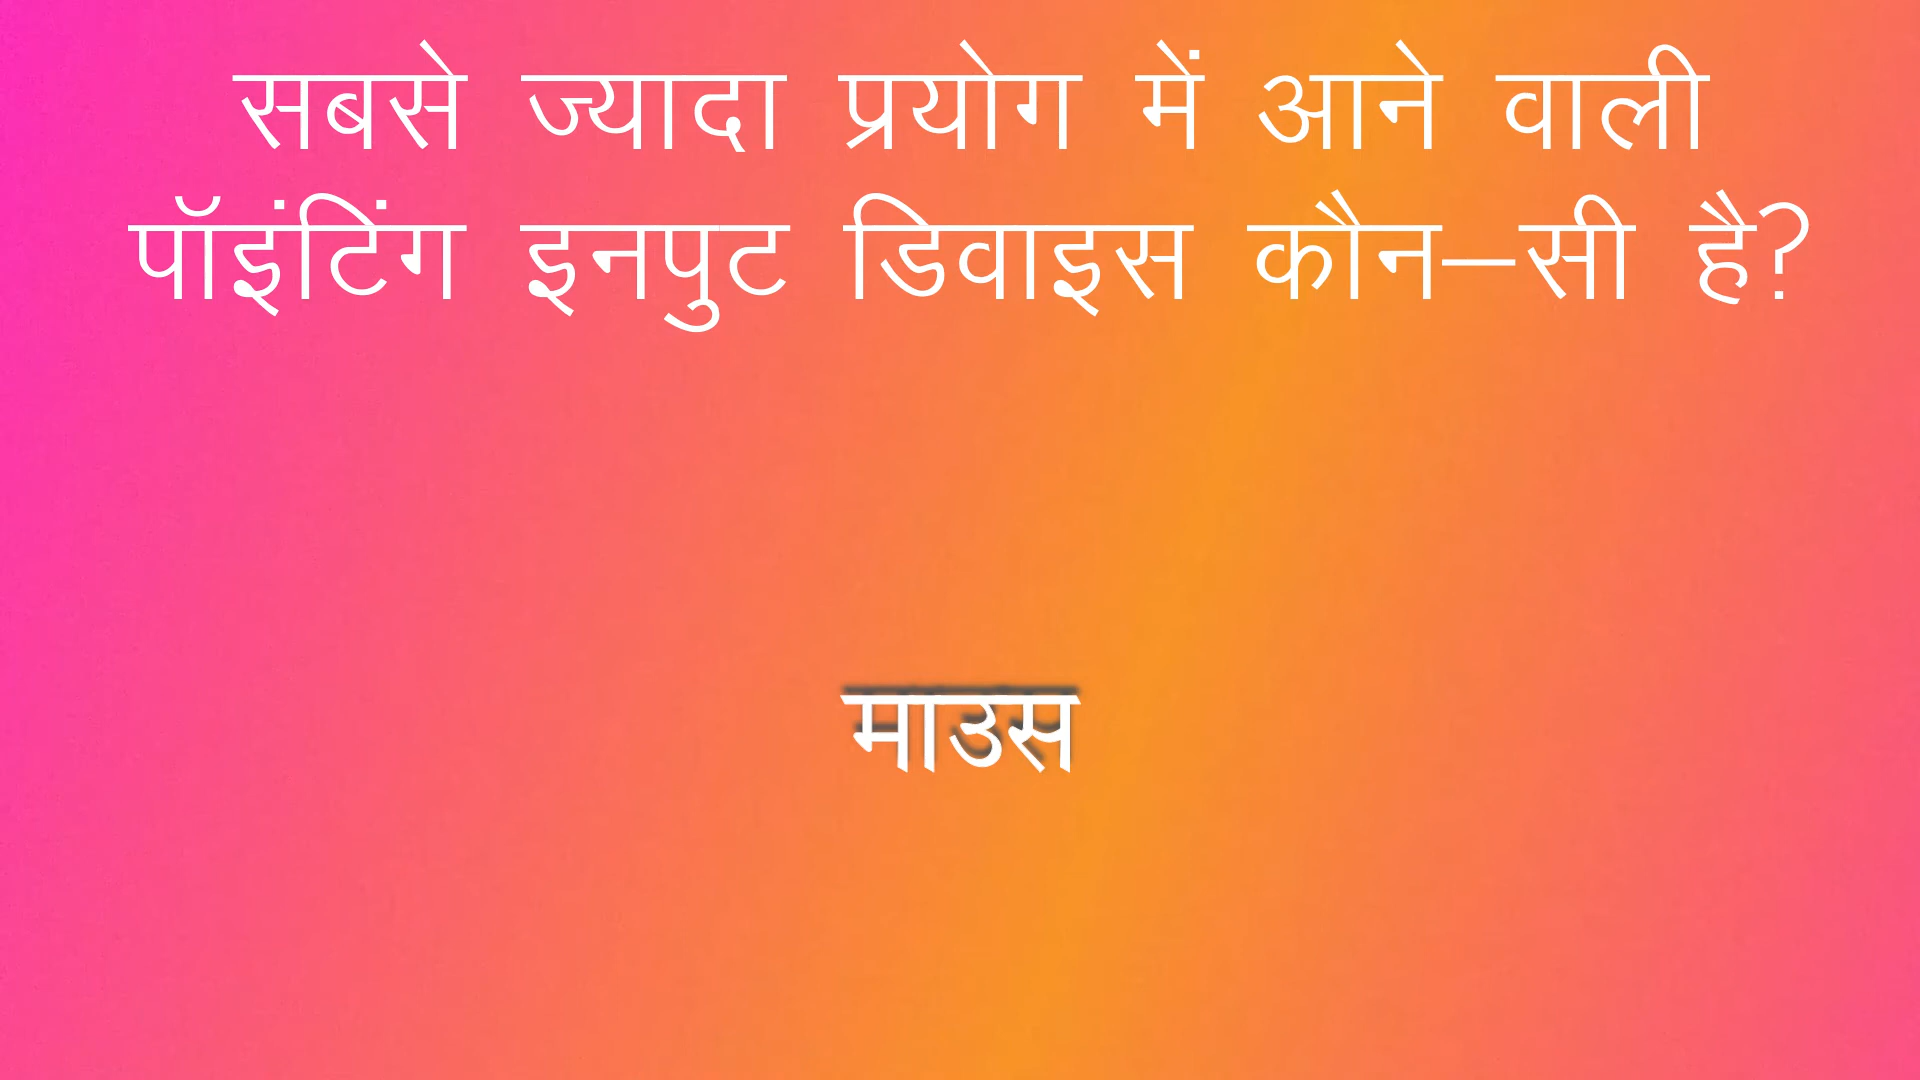 सबसे ज्यादा प्रयोग में आने वाली
पॉइंटिंग इनपुट डिवाइस कौन–सी है?
माउस